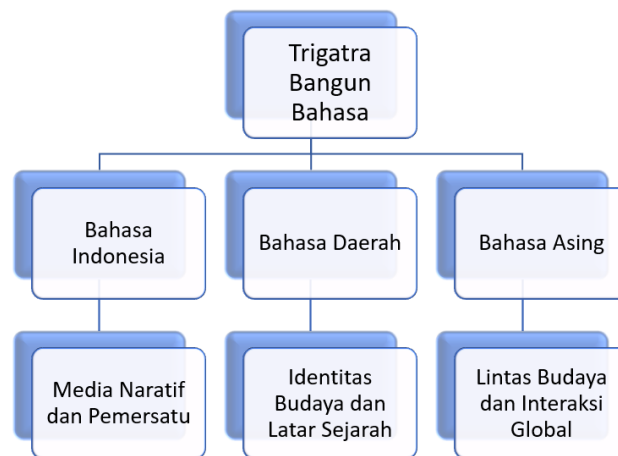 Trigatra
Bangun
Bahasa
Bahasa
Indonesia
Bahasa Daerah
Bahasa Asing
Media Naratif
dan Pemersatu
Identitas
Budaya dan
Latar Sejarah
Lintas Budaya
dan Interaksi
Global